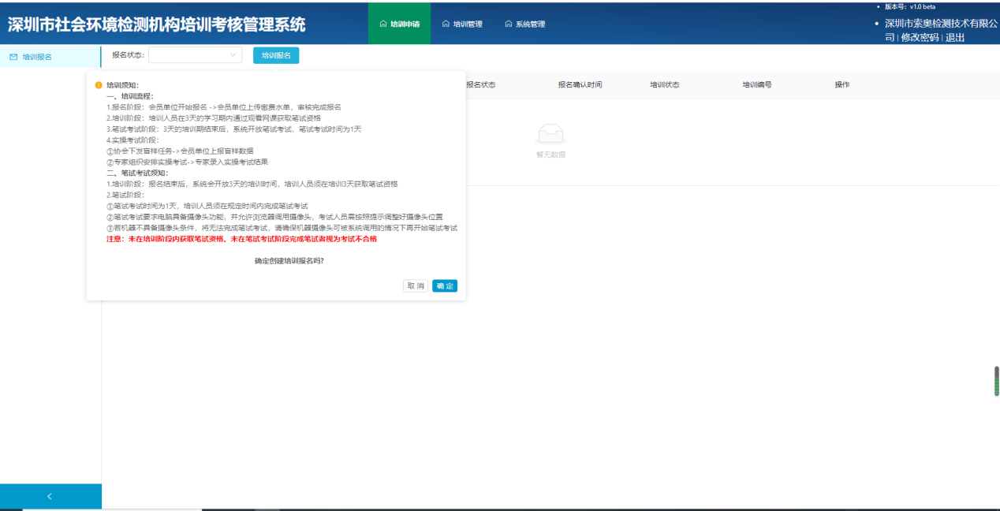 版本号：v1.0 beta
深圳市社会环境检测机构培训考核管理系统
培训申请
培训管理
系统管理
深圳市索奥检测技术有限公
司 | 修改密码 | 退出
培训报名
报名状态：
培训报名
报名状态
报名确认时间
培训状态
培训编号
操作
暂无数据
培训须知：
一、培训流程：
1.报名阶段：会员单位开始报名 ->会员单位上传缴费水单，审核完成报名
2.培训阶段：培训人员在3天的学习期内通过观看网课获取笔试资格
3.笔试考试阶段：3天的培训期结束后，系统开放笔试考试，笔试考试时间为1天
4.实操考试阶段：
①协会下发盲样任务->会员单位上报盲样数据
②专家组织安排实操考试->专家录入实操考试结果
二、笔试考试须知：
1.培训阶段：报名结束后，系统会开放3天的培训时间，培训人员须在培训3天获取笔试资格
2.笔试阶段：
①笔试考试时间为1天，培训人员须在规定时间内完成笔试考试
②笔试考试要求电脑具备摄像头功能，并允许浏览器调用摄像头，考试人员需按照提示调整好摄像头位置
③若机器不具备摄像头条件，将无法完成笔试考试，请确保机器摄像头可被系统调用的情况下再开始笔试考试
注意：未在培训阶段内获取笔试资格、未在笔试考试阶段完成笔试者视为考试不合格
确定创建培训报名吗?
取 消
确 定